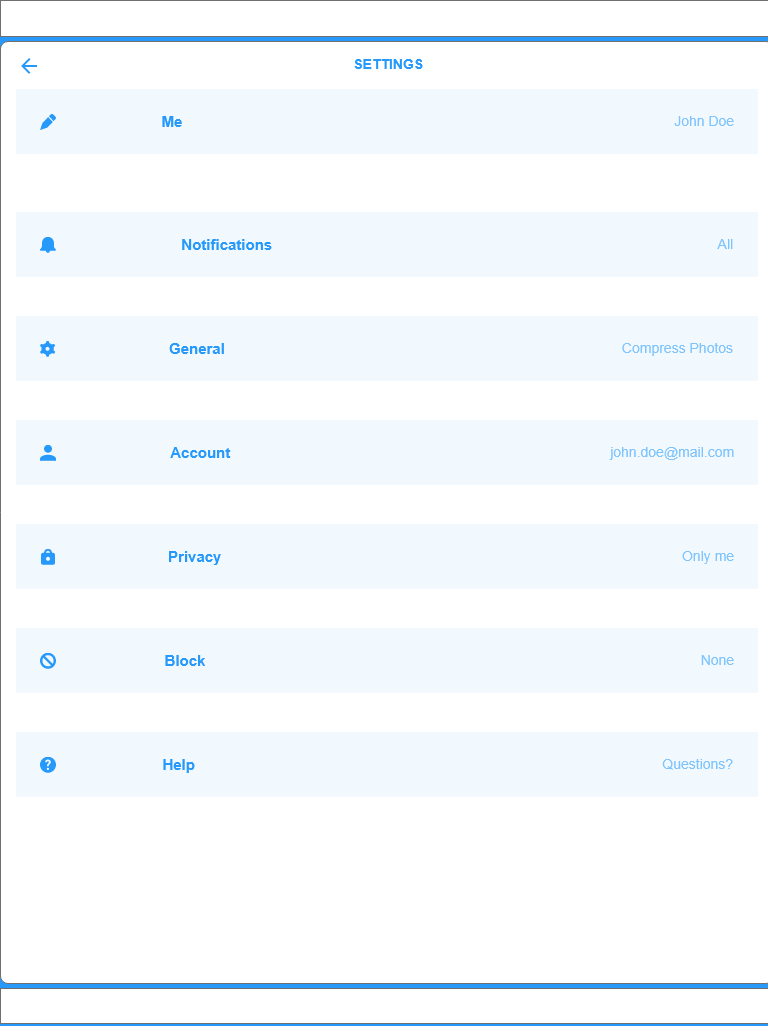 SETTINGS
Me John Doe
Notifications All
General Compress Photos
Account john.doe@mail.com
Privacy Only me
Block None
Help Questions?